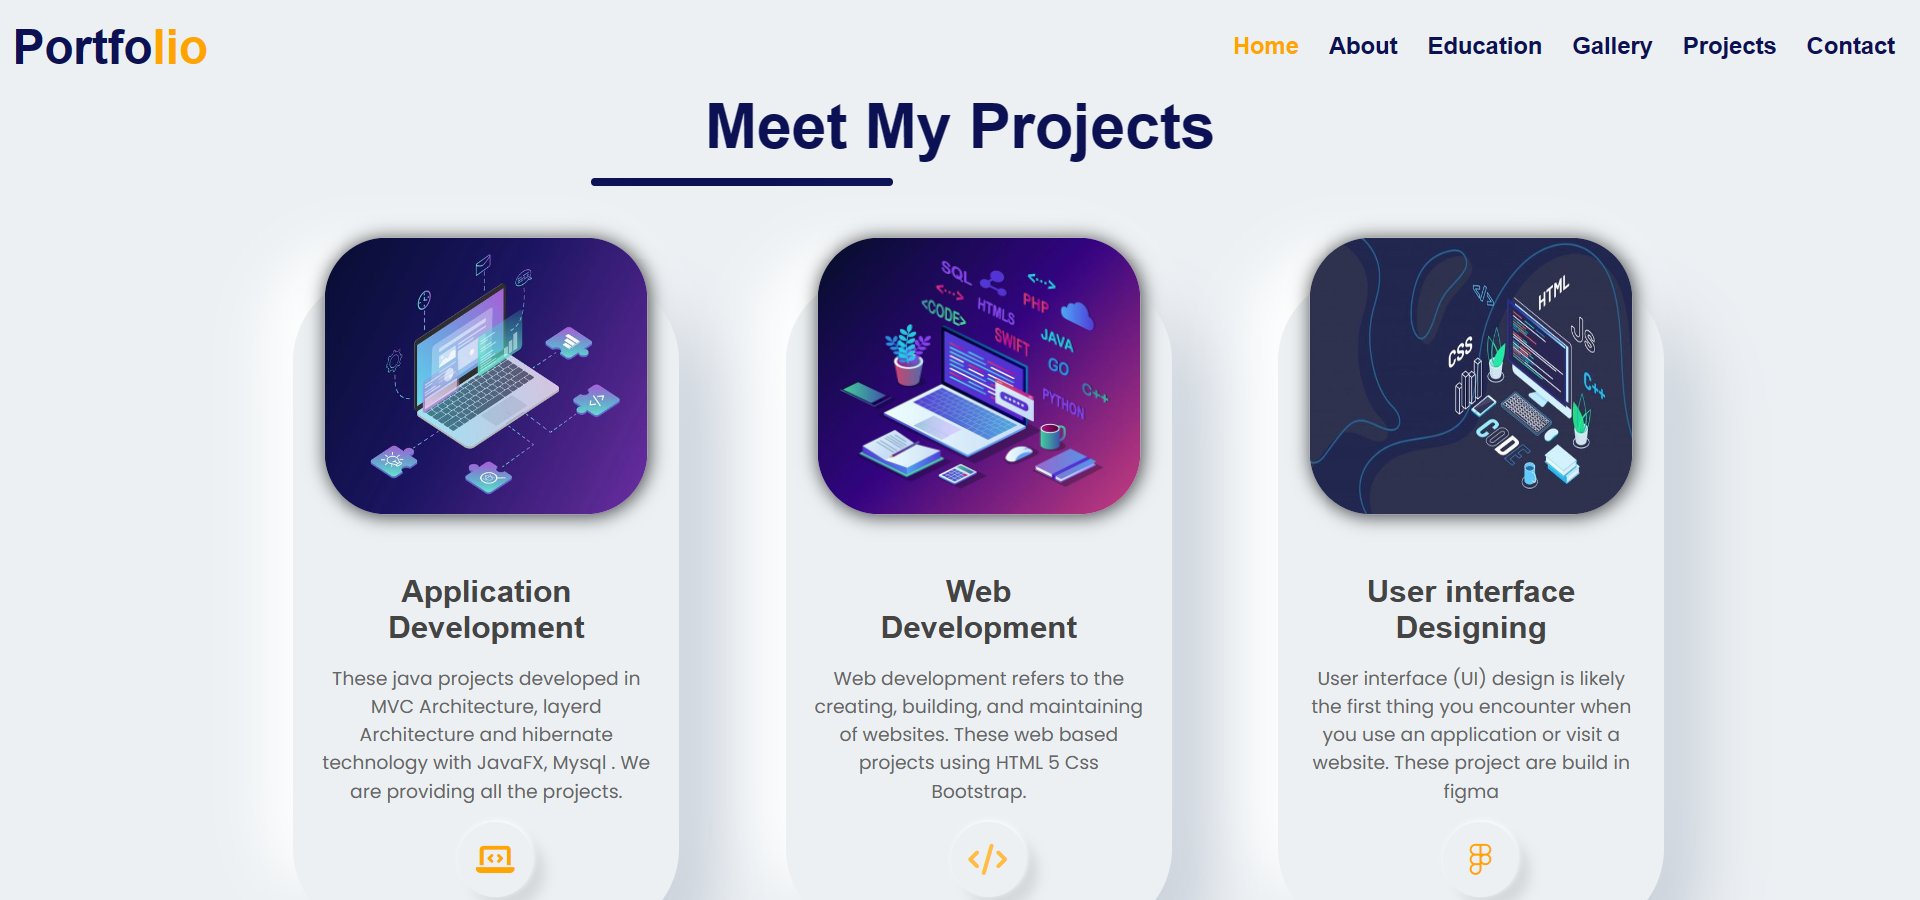 Portfolio
Home About Education Gallery Projects Contact
Meet My Projects
SQL
<CODE>
HTML5
PHP
SWIFT
JAVA
GO
C++
PYTHON
HTML
JS
CSS
C++
CODE
Application
Development
These java projects developed in
MVC Architecture, layerd
Architecture and hibernate
technology with JavaFX, Mysql . We
are providing all the projects.
Web
Development
Web development refers to the
creating, building, and maintaining
of websites. These web based
projects using HTML 5 Css
Bootstrap.
User interface
Designing
User interface (UI) design is likely
the first thing you encounter when
you use an application or visit a
website. These project are build in
figma